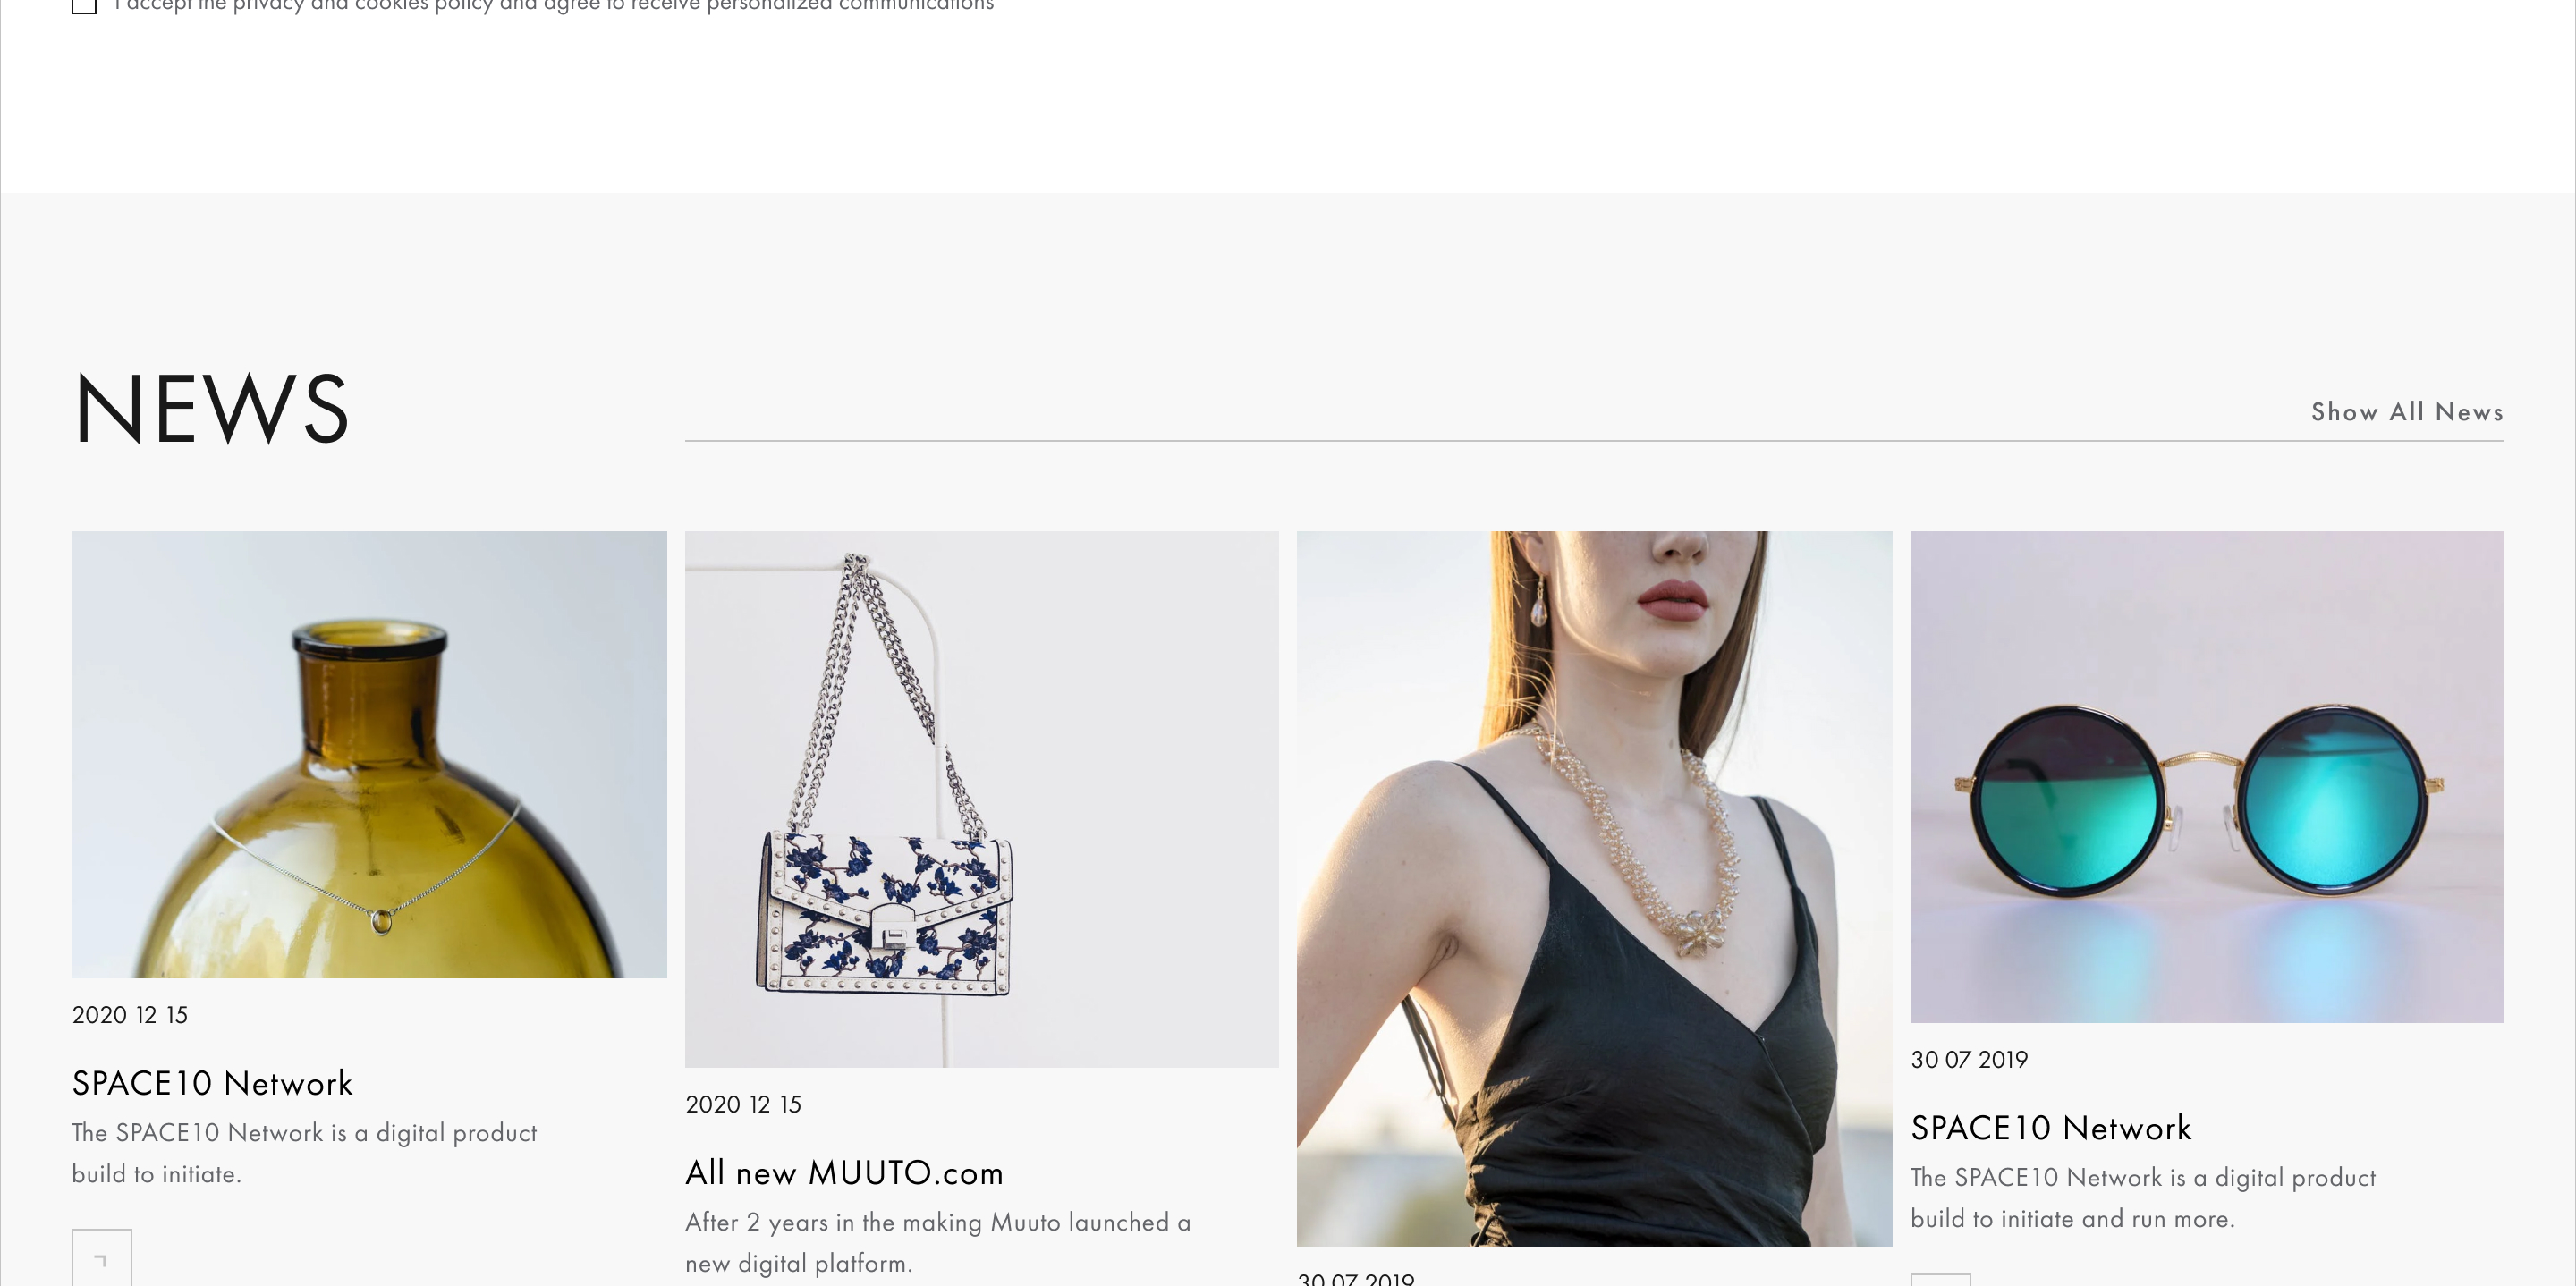 I accept the privacy and cookies policy and agree to receive personalized communications
NEWS
Show All News
2020 12 15
SPACE10 Network
The SPACE10 Network is a digital product
build to initiate.
2020 12 15
All new MUUTO.com
After 2 years in the making Muuto launched a
new digital platform.
30 07 2019
30 07 2019
SPACE10 Network
The SPACE10 Network is a digital product
build to initiate and run more.